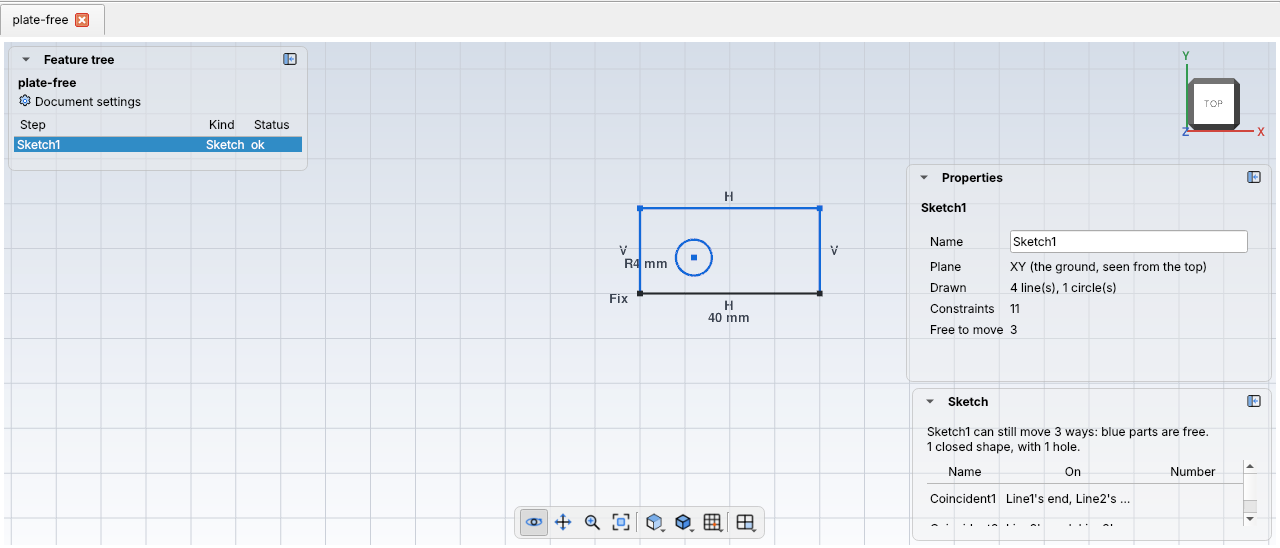 plate-free
Feature tree
plate-free
Document settings
Step Kind Status
Sketch1 Sketch ok
Y
TOP
Z X
H
V V
R4 mm
Fix
H
40 mm
Properties
Sketch1
Name Sketch1
Plane XY (the ground, seen from the top)
Drawn 4 line(s), 1 circle(s)
Constraints 11
Free to move 3
Sketch
Sketch1 can still move 3 ways: blue parts are free.
1 closed shape, with 1 hole.
Name On Number
Coincident1 Line1's end, Line2's ...